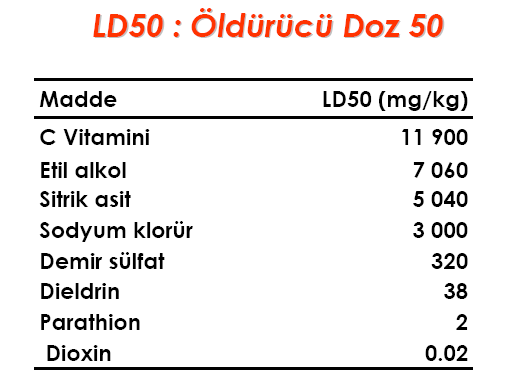 LD50 : Öldürücü Doz 50
Madde LD50 (mg/kg)
C Vitamini 11 900
Etil alkol 7 060
Sitrik asit 5 040
Sodyum klorür 3 000
Demir sülfat 320
Dieldrin 38
Parathion 2
Dioxin 0.02